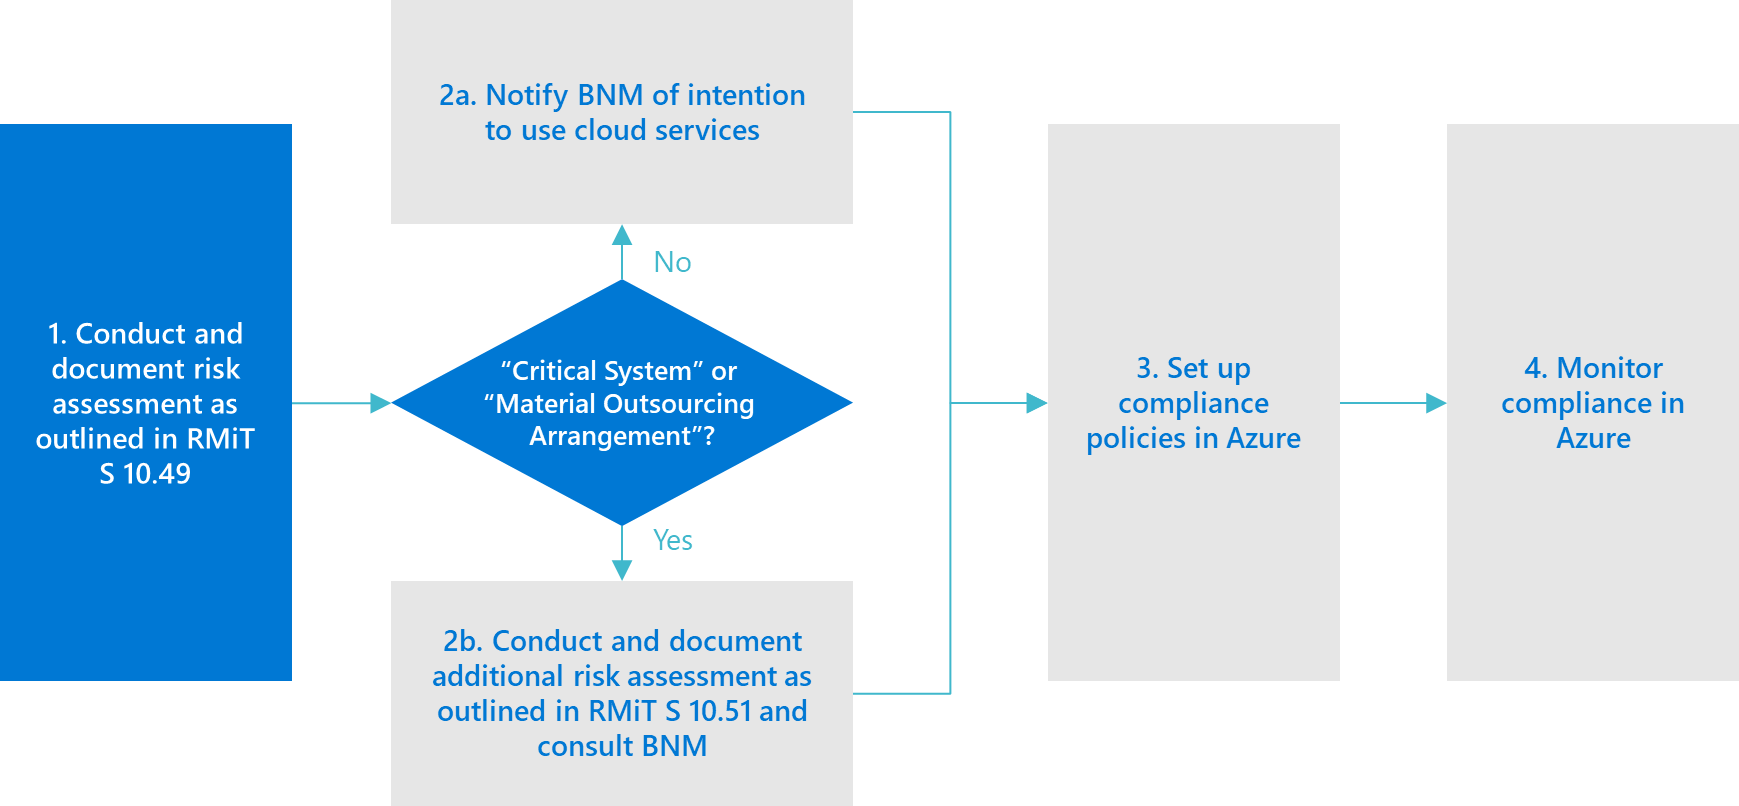 1. Conduct and
document risk
assessment as
outlined in RMiT
S 10.49
“Critical System” or
“Material Outsourcing
Arrangement”?
No
2a. Notify BNM of intention
to use cloud services
Yes
2b. Conduct and document
additional risk assessment as
outlined in RMiT S 10.51 and
consult BNM
3. Set up
compliance
policies in Azure
4. Monitor
compliance in
Azure